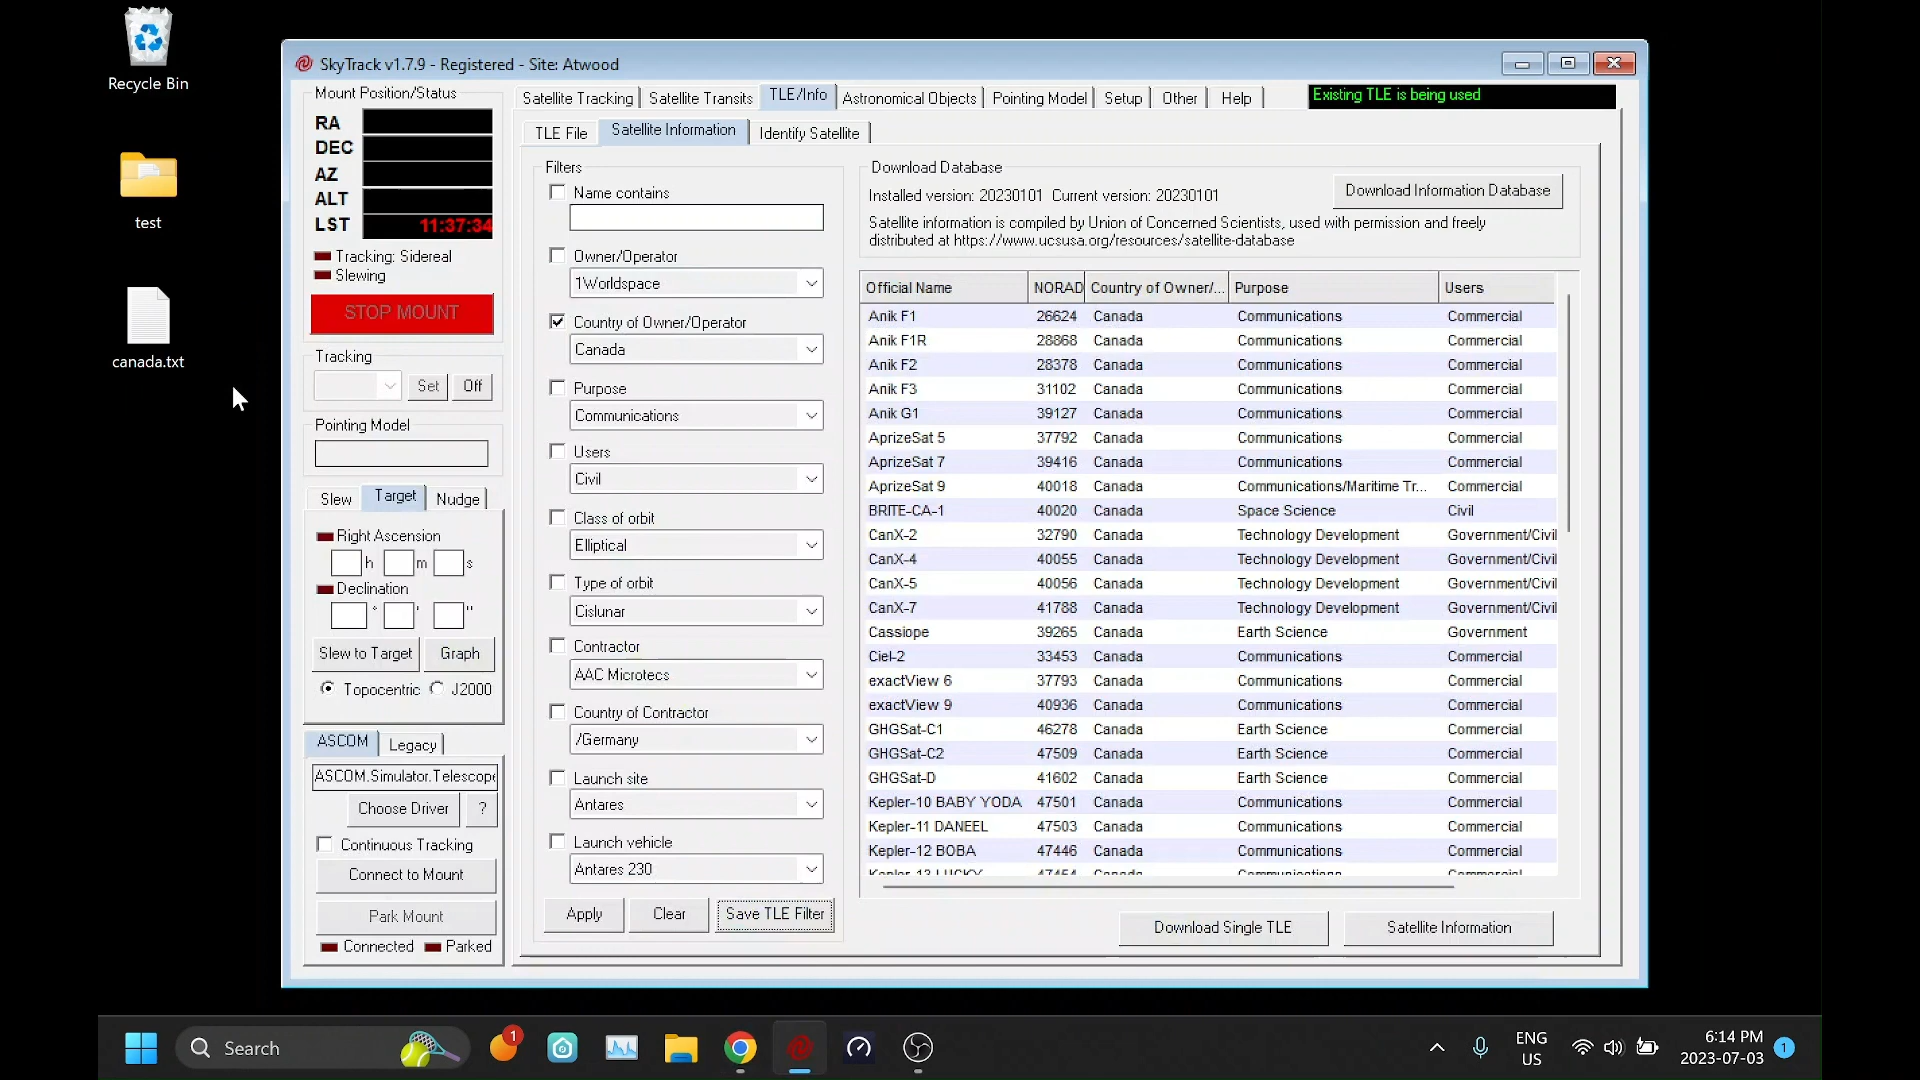 Recycle Bin
test
canada.txt
SkyTrack v1.7.9 - Registered - Site: Atwood
Mount Position/Status
RA
DEC
AZ
ALT
LST 11:37:34
Tracking: Sidereal
Slewing
STOP MOUNT
Tracking
Set Off
Pointing Model
Slew Target Nudge
Right Ascension
h m s
Declination
° ' "
Slew to Target Graph
Topocentric J2000
ASCOM Legacy
ASCOM.Simulator.Telescope
Choose Driver ?
Continuous Tracking
Connect to Mount
Park Mount
Connected Parked
Satellite Tracking Satellite Transits TLE/Info Astronomical Objects Pointing Model Setup Other Help
Existing TLE is being used
TLE File Satellite Information Identify Satellite
Filters
Name contains
Owner/Operator
1Worldspace
Country of Owner/Operator
Canada
Purpose
Communications
Users
Civil
Class of orbit
Elliptical
Type of orbit
Cislunar
Contractor
AAC Microtecs
Country of Contractor
/Germany
Launch site
Antares
Launch vehicle
Antares 230
Apply Clear Save TLE Filter
Download Database
Installed version: 20230101 Current version: 20230101
Download Information Database
Satellite information is compiled by Union of Concerned Scientists, used with permission and freely
distributed at https://www.ucsusa.org/resources/satellite-database
Official Name NORAD Country of Owner/... Purpose Users
Anik F1 26624 Canada Communications Commercial
Anik F1R 28868 Canada Communications Commercial
Anik F2 28378 Canada Communications Commercial
Anik F3 31102 Canada Communications Commercial
Anik G1 39127 Canada Communications Commercial
AprizeSat 5 37792 Canada Communications Commercial
AprizeSat 7 39416 Canada Communications Commercial
AprizeSat 9 40018 Canada Communications/Maritime Tr... Commercial
BRITE-CA-1 40020 Canada Space Science Civil
CanX-2 32790 Canada Technology Development Government/Civil
CanX-4 40055 Canada Technology Development Government/Civil
CanX-5 40056 Canada Technology Development Government/Civil
CanX-7 41788 Canada Technology Development Government/Civil
Cassiope 39265 Canada Earth Science Government
Ciel-2 33453 Canada Communications Commercial
exactView 6 37793 Canada Communications Commercial
exactView 9 40936 Canada Communications Commercial
GHGSat-C1 46278 Canada Earth Science Commercial
GHGSat-C2 47509 Canada Earth Science Commercial
GHGSat-D 41602 Canada Earth Science Commercial
Kepler-10 BABY YODA 47501 Canada Communications Commercial
Kepler-11 DANEEL 47503 Canada Communications Commercial
Kepler-12 BOBA 47446 Canada Communications Commercial
Kepler-13 LUCKY 47454 Canada Communications Commercial
Download Single TLE Satellite Information
Search
1
ENG
US
6:14 PM
2023-07-03
1